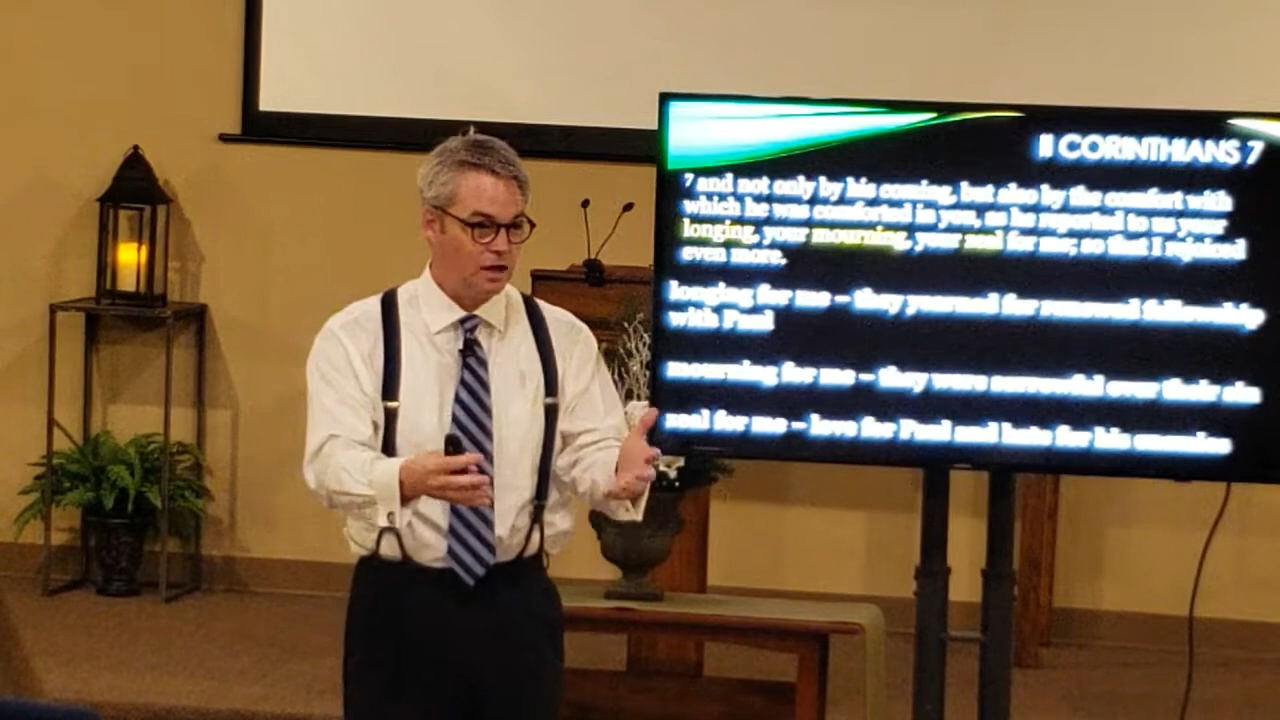 II CORINTHIANS 7
7 and not only by his coming, but also by the comfort with
which he was comforted in you, as he reported to us your
longing, your mourning, your zeal for me; so that I rejoiced
even more.
longing for me – they yearned for renewed fellowship
with Paul
mourning for me – they were sorrowful over their sin
zeal for me – love for Paul and hate for his enemies